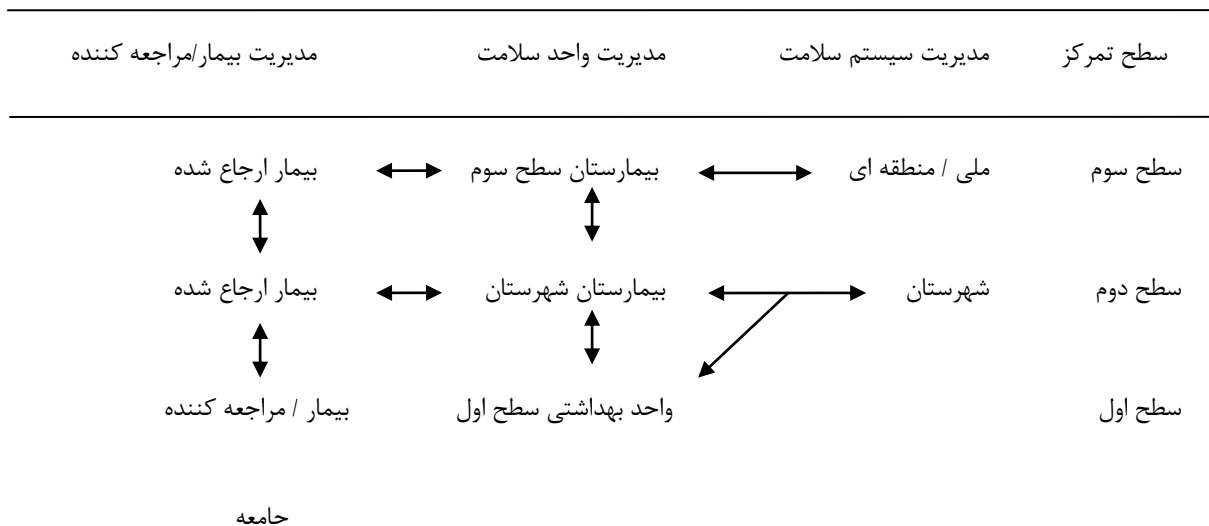 سطح تمرکز مدیریت سیستم سلامت مدیریت واحد سلامت مدیریت بیمار/مراجعه کننده
سطح سوم ملی / منطقه ای بیمارستان سطح سوم بیمار ارجاع شده
سطح دوم شهرستان بیمارستان شهرستان بیمار ارجاع شده
سطح اول واحد بهداشتی سطح اول بیمار / مراجعه کننده
جامعه